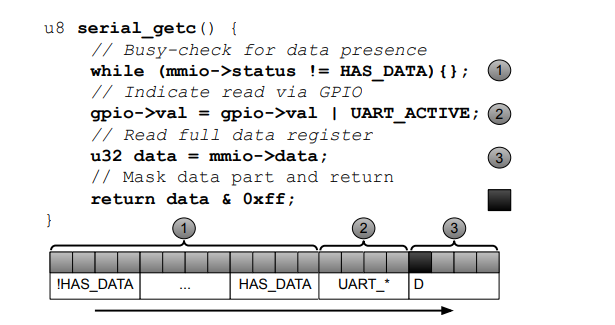 u8 serial_getc() {
// Busy-check for data presence
while (mmio->status != HAS_DATA){}; 1
// Indicate read via GPIO
gpio->val = gpio->val | UART_ACTIVE; 2
// Read full data register
u32 data = mmio->data; 3
// Mask data part and return
return data & 0xff;
}
1 2 3
!HAS_DATA ... HAS_DATA UART_* D